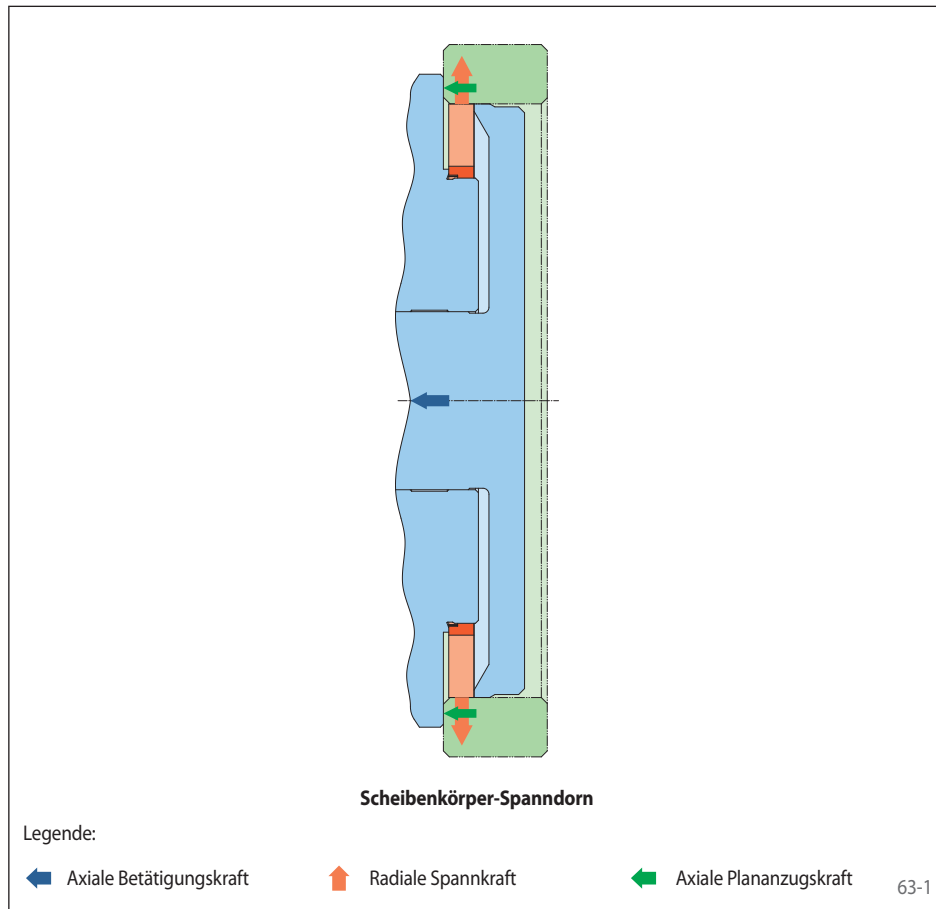 Scheibenkörper-Spanndorn
Legende:
Axiale Betätigungskraft
Radiale Spannkraft
Axiale Plananzugskraft
63-1